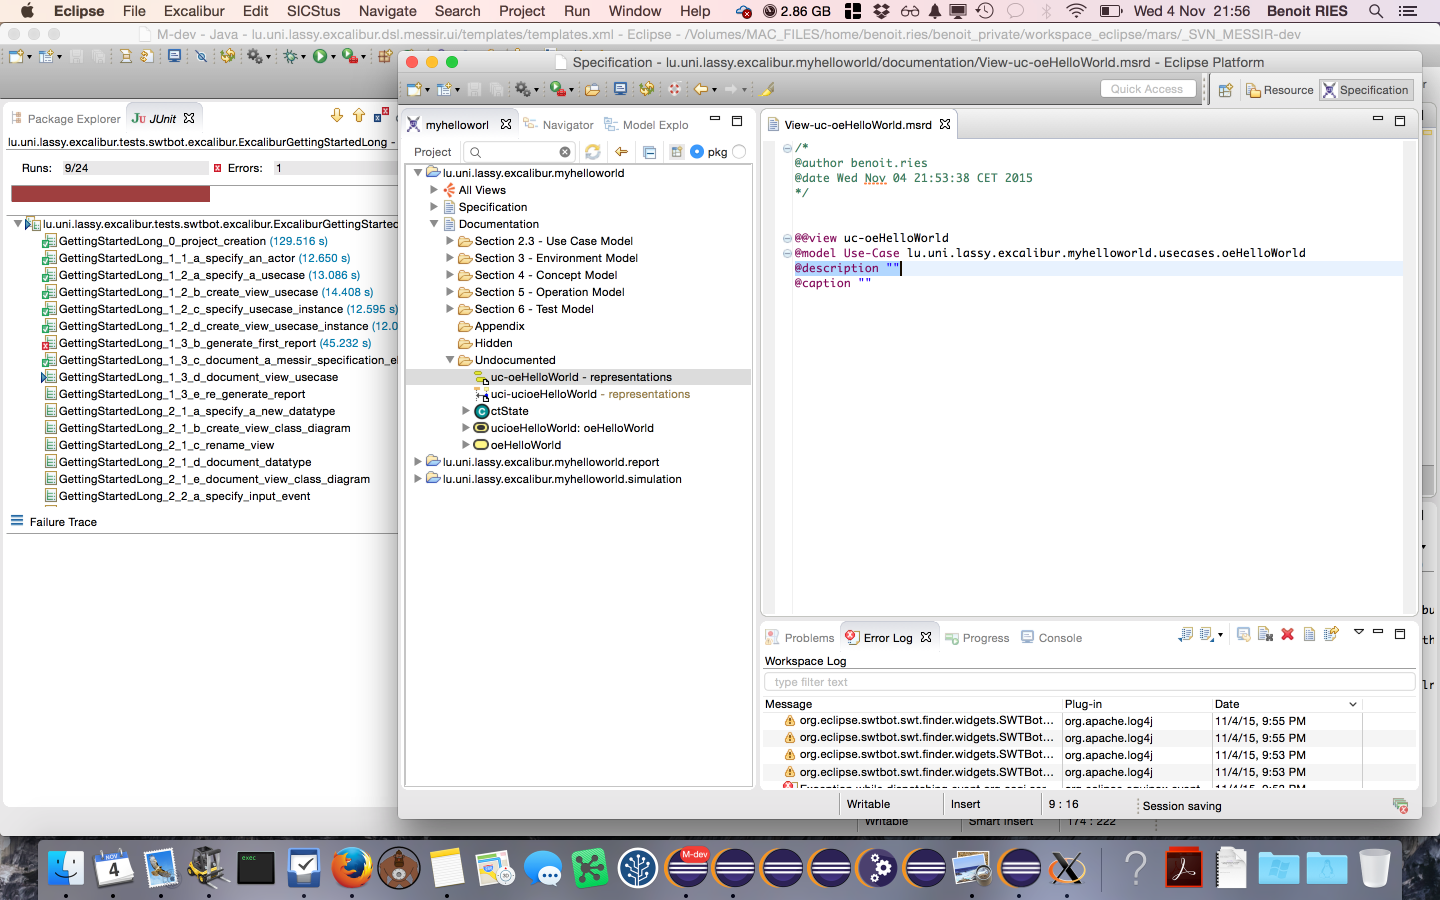 Eclipse File Excalibur Edit SICStus Navigate Search Project Run Window Help 2.86 GB Wed 4 Nov 21:56 Benoit RIES
M-dev - Java - lu.uni.lassy.excalibur.dsl.messir.ui/templates/templates.xml - Eclipse - /Volumes/MAC_FILES/home/benoit.ries/benoit_private/workspace_eclipse/mars/_SVN_MESSIR-dev
Specification - lu.uni.lassy.excalibur.myhelloworld/documentation/View-uc-oeHelloWorld.msrd - Eclipse Platform
Quick Access Resource Specification
Package Explorer JUnit
lu.uni.lassy.excalibur.tests.swtbot.excalibur.ExcaliburGettingStartedLong -
Runs: 9/24 Errors: 1
lu.uni.lassy.excalibur.tests.swtbot.excalibur.ExcaliburGettingStarted
GettingStartedLong_0_project_creation (129.516 s)
GettingStartedLong_1_1_a_specify_an_actor (12.650 s)
GettingStartedLong_1_2_a_specify_a_usecase (13.086 s)
GettingStartedLong_1_2_b_create_view_usecase (14.408 s)
GettingStartedLong_1_2_c_specify_usecase_instance (12.595 s)
GettingStartedLong_1_2_d_create_view_usecase_instance (12.0
GettingStartedLong_1_3_b_generate_first_report (45.232 s)
GettingStartedLong_1_3_c_document_a_messir_specification_el
GettingStartedLong_1_3_d_document_view_usecase
GettingStartedLong_1_3_e_re_generate_report
GettingStartedLong_2_1_a_specify_a_new_datatype
GettingStartedLong_2_1_b_create_view_class_diagram
GettingStartedLong_2_1_c_rename_view
GettingStartedLong_2_1_d_document_datatype
GettingStartedLong_2_1_e_document_view_class_diagram
GettingStartedLong_2_2_a_specify_input_event
Failure Trace
myhelloworl Navigator Model Explo
Project pkg
lu.uni.lassy.excalibur.myhelloworld
All Views
Specification
Documentation
Section 2.3 - Use Case Model
Section 3 - Environment Model
Section 4 - Concept Model
Section 5 - Operation Model
Section 6 - Test Model
Appendix
Hidden
Undocumented
uc-oeHelloWorld - representations
uci-ucioeHelloWorld - representations
ctState
ucioeHelloWorld: oeHelloWorld
oeHelloWorld
lu.uni.lassy.excalibur.myhelloworld.report
lu.uni.lassy.excalibur.myhelloworld.simulation
View-uc-oeHelloWorld.msrd
/*
@author benoit.ries
@date Wed Nov 04 21:53:38 CET 2015
*/
@@view uc-oeHelloWorld
@model Use-Case lu.uni.lassy.excalibur.myhelloworld.usecases.oeHelloWorld
@description ""
@caption ""
Problems Error Log Progress Console
Workspace Log
type filter text
Message Plug-in Date
org.eclipse.swtbot.swt.finder.widgets.SWTBot... org.apache.log4j 11/4/15, 9:55 PM
org.eclipse.swtbot.swt.finder.widgets.SWTBot... org.apache.log4j 11/4/15, 9:55 PM
org.eclipse.swtbot.swt.finder.widgets.SWTBot... org.apache.log4j 11/4/15, 9:53 PM
org.eclipse.swtbot.swt.finder.widgets.SWTBot... org.apache.log4j 11/4/15, 9:53 PM
Writable Insert 9 : 16 Session saving
Writable Smart Insert 174 : 222
NOV
4
exec
M-dev